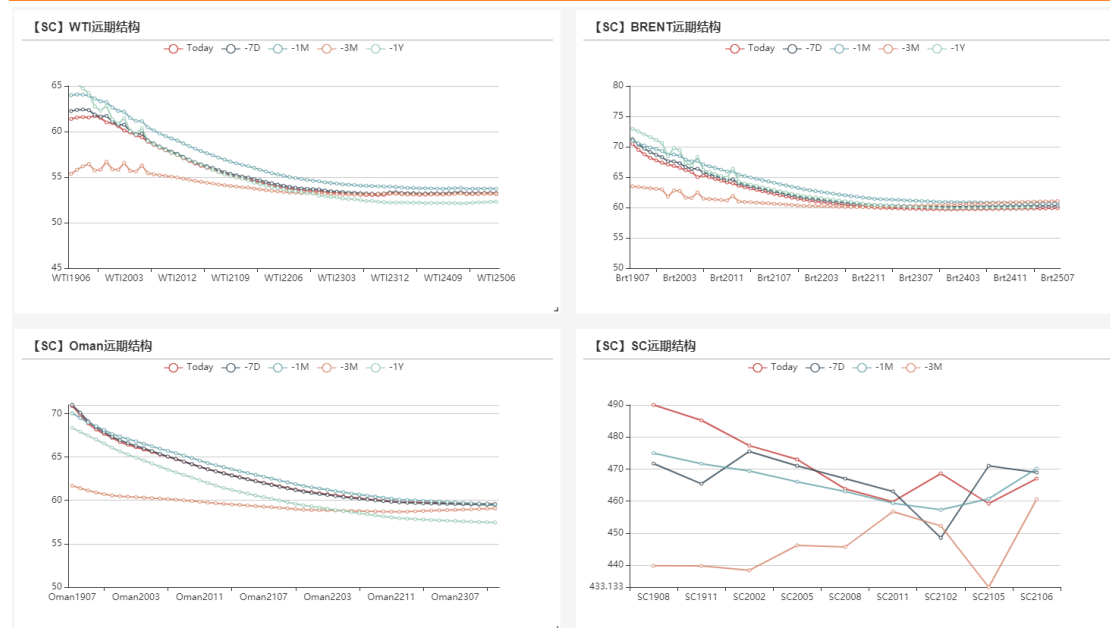 【SC】WTI远期结构
Today -7D -1M -3M -1Y
65
60
55
50
45
WTI1906 WTI2003 WTI2012 WTI2109 WTI2206 WTI2303 WTI2312 WTI2409 WTI2506
【SC】BRENT远期结构
Today -7D -1M -3M -1Y
80
75
70
65
60
55
50
Brt1907 Brt2003 Brt2011 Brt2107 Brt2203 Brt2211 Brt2307 Brt2403 Brt2411 Brt2507
【SC】Oman远期结构
Today -7D -1M -3M -1Y
70
65
60
55
50
Oman1907 Oman2003 Oman2011 Oman2107 Oman2203 Oman2211 Oman2307
【SC】SC远期结构
Today -7D -1M -3M
490
480
470
460
450
440
433.133
SC1908 SC1911 SC2002 SC2005 SC2008 SC2011 SC2102 SC2105 SC2106